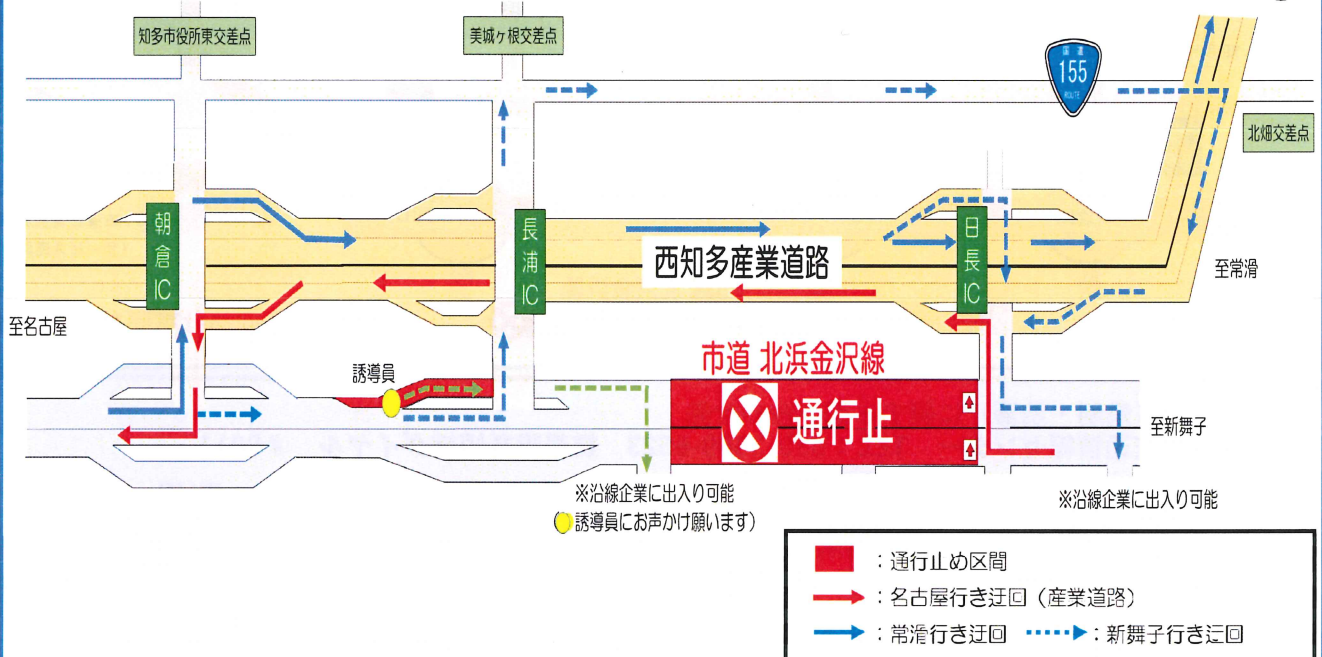 知多市役所東交差点
美城ヶ根交差点
国道
155
ROUTE
北畑交差点
朝倉IC
長浦IC
日長IC
西知多産業道路
至常滑
至名古屋
市道 北浜金沢線
誘導員
通行止
至新舞子
※沿線企業に出入り可能
誘導員にお声かけ願います）
※沿線企業に出入り可能
：通行止め区間
：名古屋行き迂回（産業道路）
：常滑行き迂回
：新舞子行き迂回